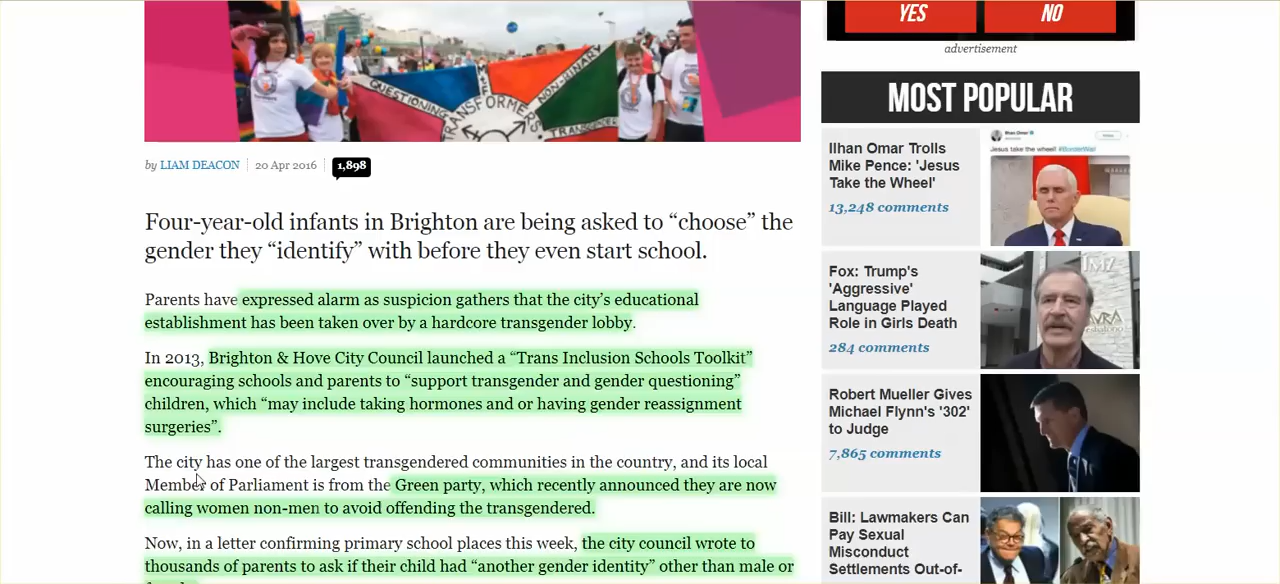 YES
NO
advertisement
QUESTIONING
TRANSFORMERS
NON-BINARY
MOST POPULAR
by LIAM DEACON 20 Apr 2016 1,898
Four-year-old infants in Brighton are being asked to “choose” the
gender they “identify” with before they even start school.
Parents have expressed alarm as suspicion gathers that the city’s educational
establishment has been taken over by a hardcore transgender lobby.
In 2013, Brighton & Hove City Council launched a “Trans Inclusion Schools Toolkit”
encouraging schools and parents to “support transgender and gender questioning”
children, which “may include taking hormones and or having gender reassignment
surgeries”.
The city has one of the largest transgendered communities in the country, and its local
Member of Parliament is from the Green party, which recently announced they are now
calling women non-men to avoid offending the transgendered.
Now, in a letter confirming primary school places this week, the city council wrote to
thousands of parents to ask if their child had “another gender identity” other than male or
Ilhan Omar Trolls
Mike Pence: 'Jesus
Take the Wheel'
13,248 comments
Jesus take the wheel! #BorderWall
Fox: Trump's
'Aggressive'
Language Played
Role in Girls Death
284 comments
TMZ
Robert Mueller Gives
Michael Flynn's '302'
to Judge
7,865 comments
Bill: Lawmakers Can
Pay Sexual
Misconduct
Settlements Out-of-